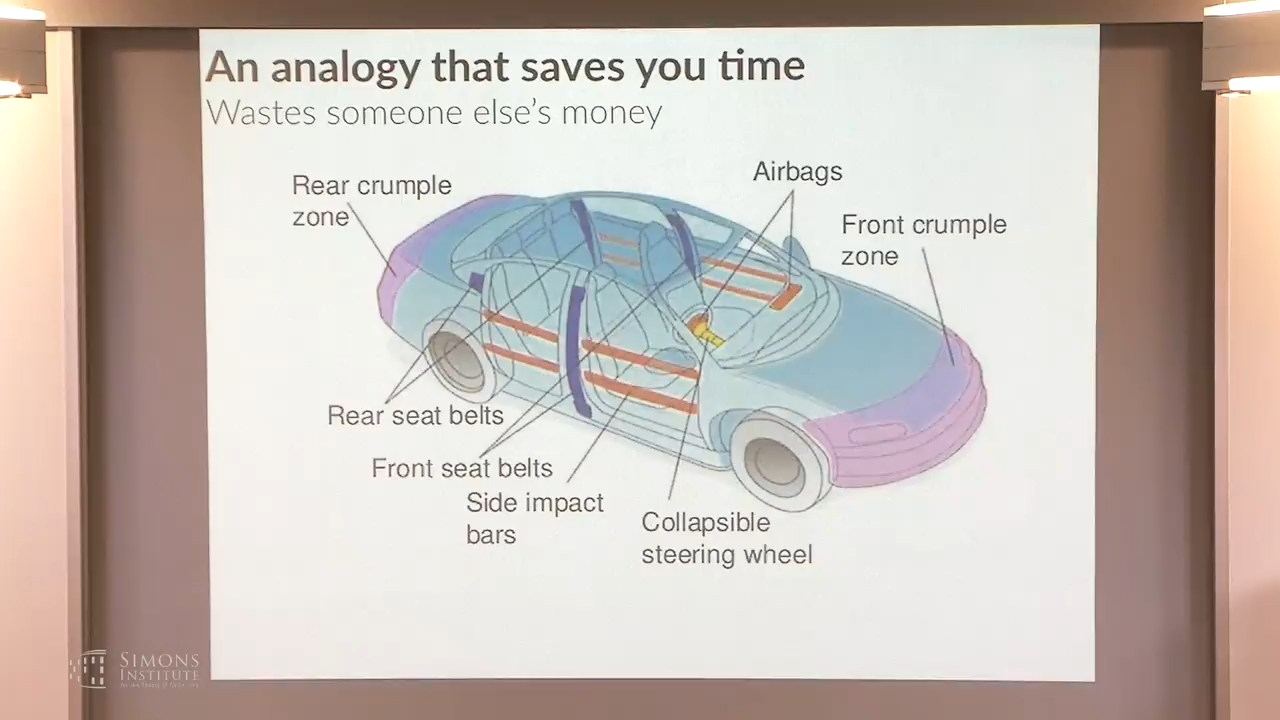 An analogy that saves you time
Wastes someone else's money
Airbags
Rear crumple
zone
Front crumple
zone
Rear seat belts
Front seat belts
Side impact
bars
Collapsible
steering wheel
SIMONS
INSTITUTE